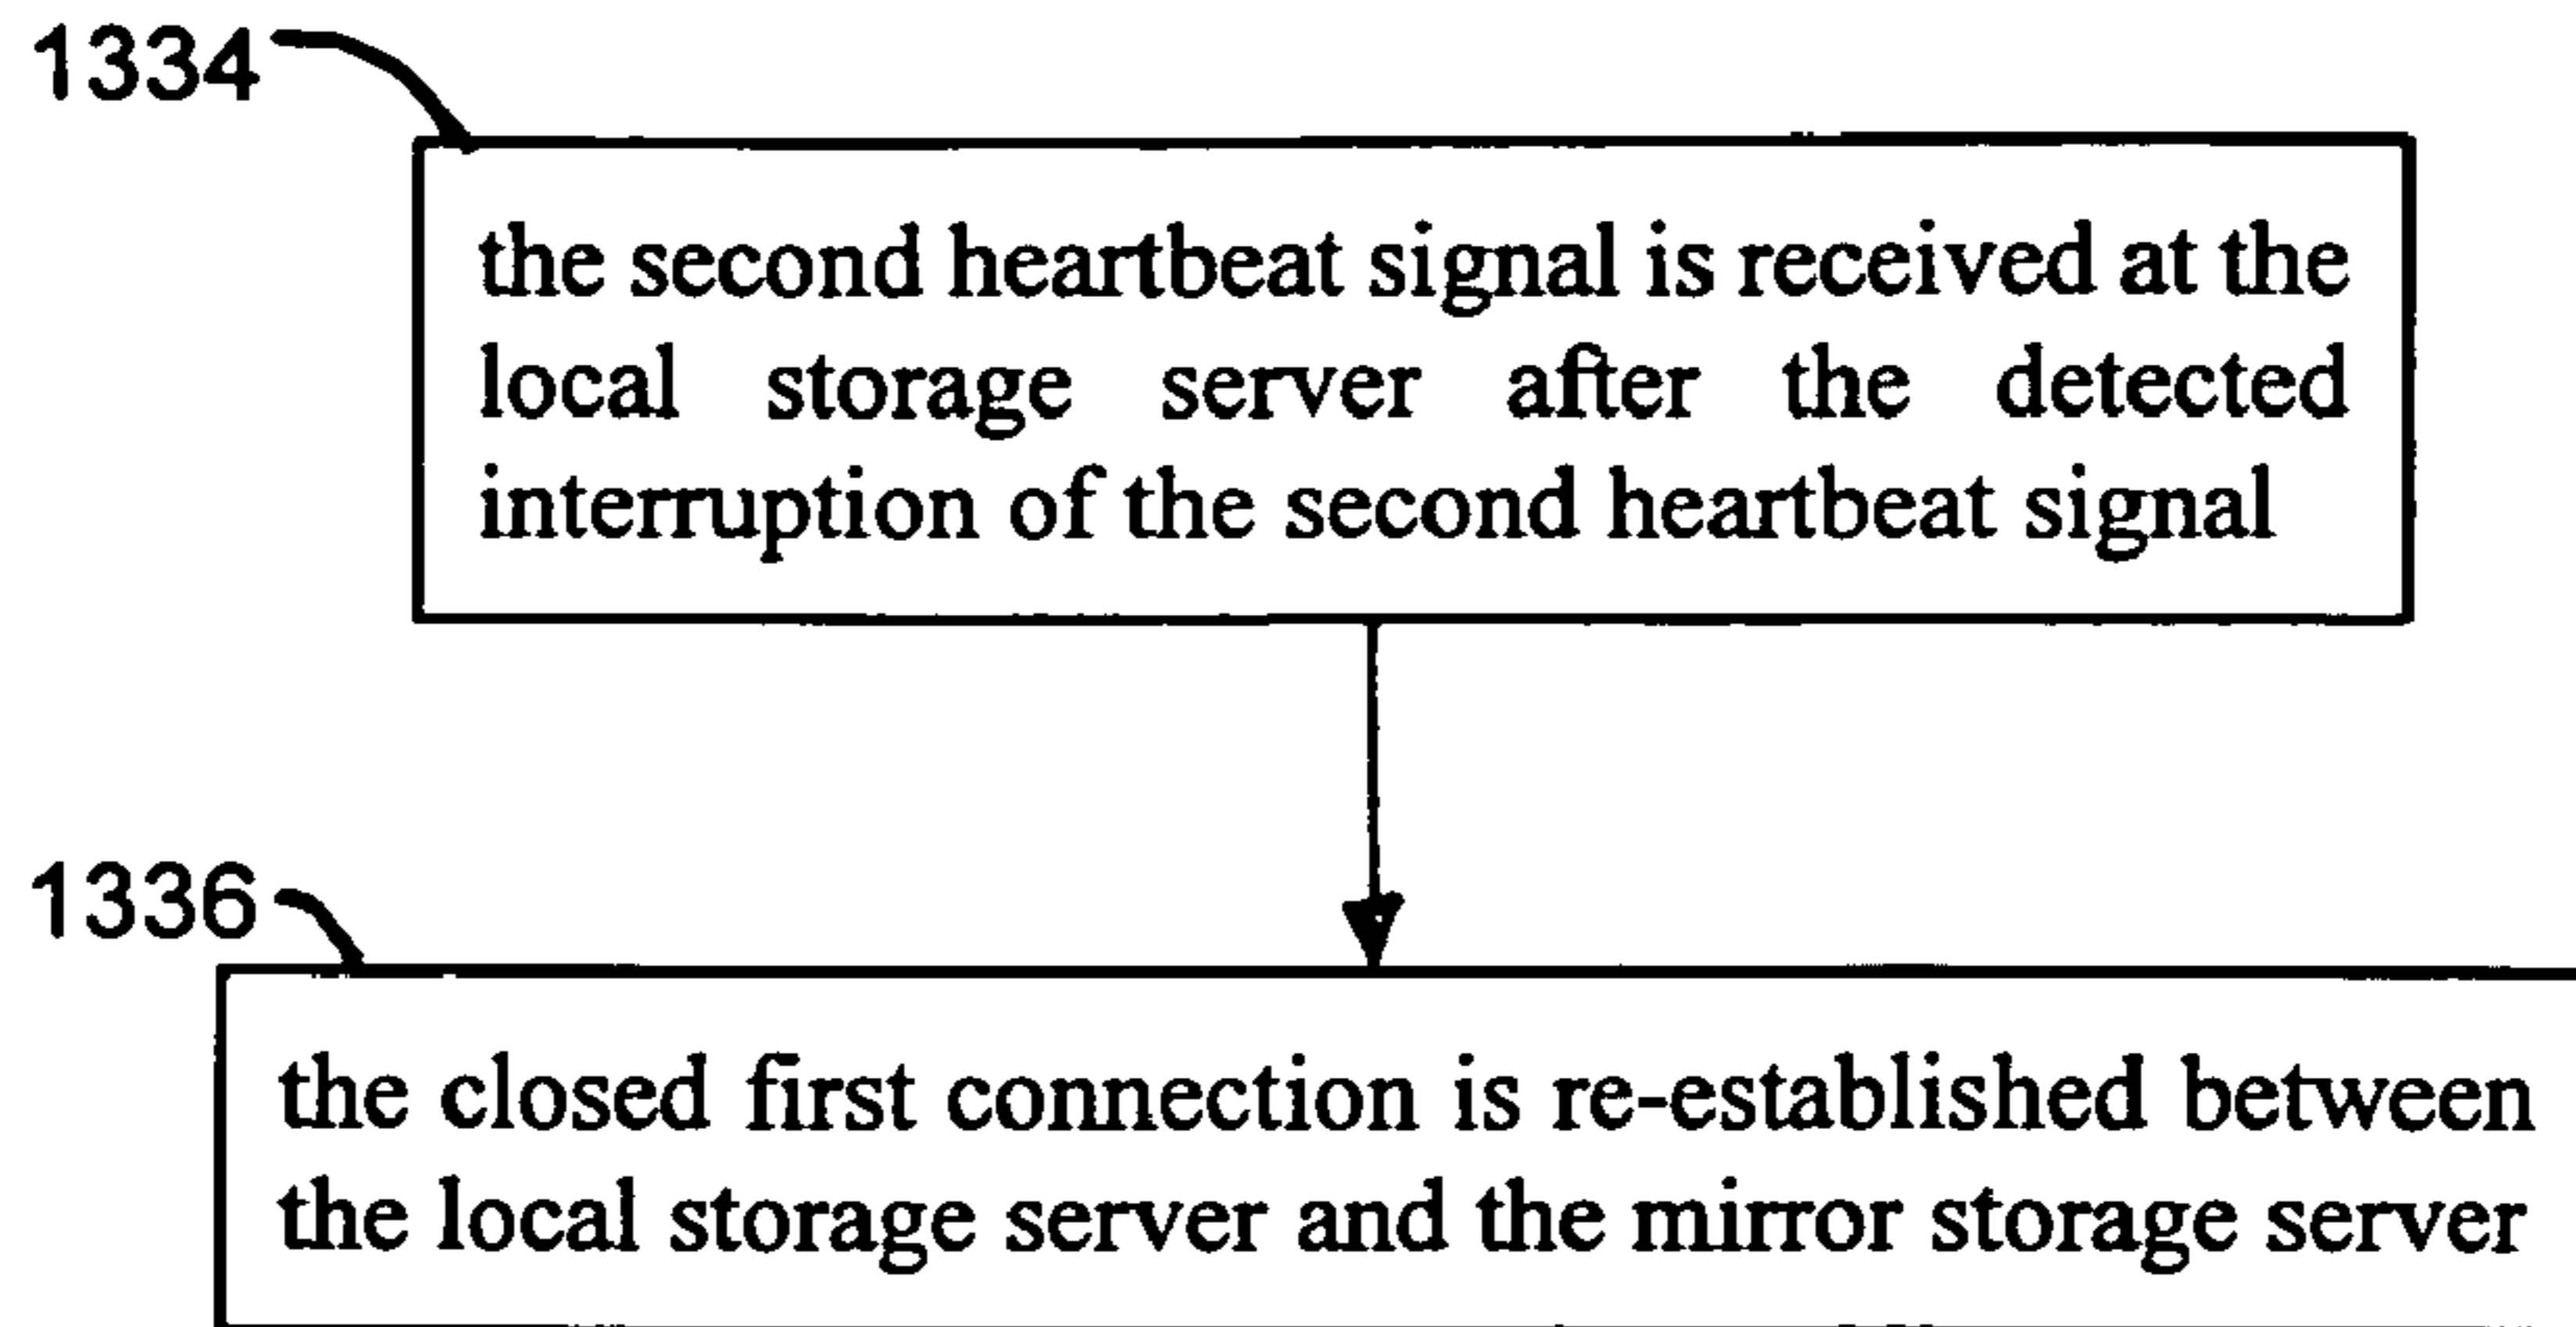 1334
the second heartbeat signal is received at the
local storage server after the detected
interruption of the second heartbeat signal
1336
the closed first connection is re-established between
the local storage server and the mirror storage server